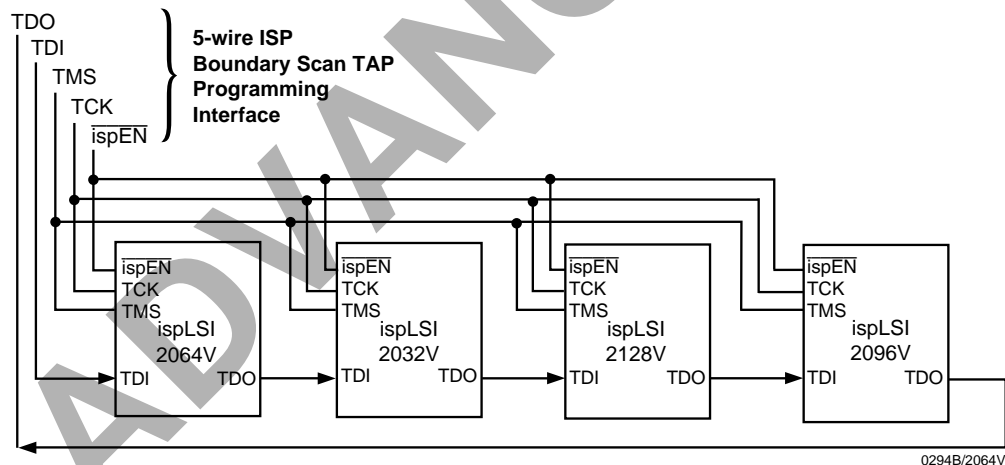 TDO
TDI
TMS
TCK
ispEN
5-wire ISP
Boundary Scan TAP
Programming
Interface
ispEN
TCK
TMS
ispLSI
2064V
TDI TDO
ispEN
TCK
TMS
ispLSI
2032V
TDI TDO
ispEN
TCK
TMS
ispLSI
2128V
TDI TDO
ispEN
TCK
TMS
ispLSI
2096V
TDI TDO
0294B/2064V
ADVANC